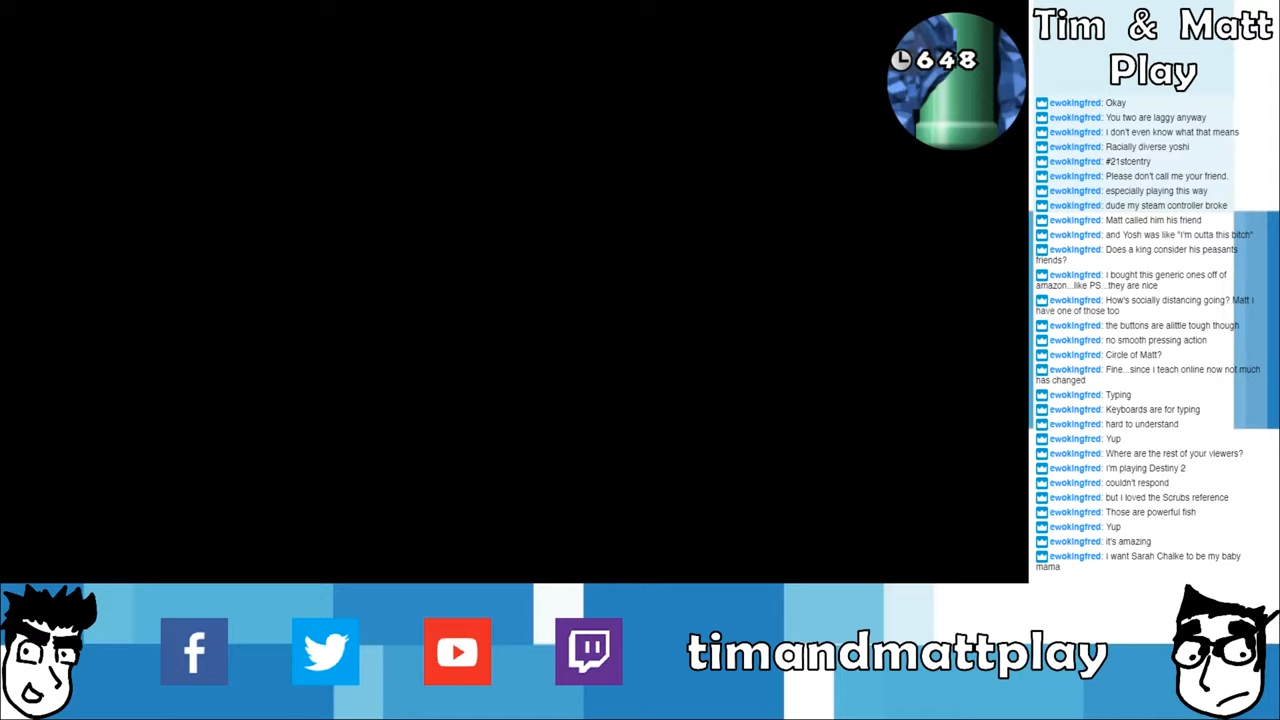 648
Tim & Matt
Play
ewokingfred: Okay
ewokingfred: You two are laggy anyway
ewokingfred: I don't even know what that means
ewokingfred: Racially diverse yoshi
ewokingfred: #21stcentry
ewokingfred: Please don't call me your friend.
ewokingfred: especially playing this way
ewokingfred: dude my steam controller broke
ewokingfred: Matt called him his friend
ewokingfred: and Yosh was like "I'm outta this bitch"
ewokingfred: Does a king consider his peasants
friends?
ewokingfred: I bought this generic ones off of
amazon...like PS...they are nice
ewokingfred: How's socially distancing going? Matt I
have one of those too
ewokingfred: the buttons are alittle tough though
ewokingfred: no smooth pressing action
ewokingfred: Circle of Matt?
ewokingfred: Fine...since I teach online now not much
has changed
ewokingfred: Typing
ewokingfred: Keyboards are for typing
ewokingfred: hard to understand
ewokingfred: Yup
ewokingfred: Where are the rest of your viewers?
ewokingfred: I'm playing Destiny 2
ewokingfred: couldn't respond
ewokingfred: but I loved the Scrubs reference
ewokingfred: Those are powerful fish
ewokingfred: Yup
ewokingfred: it's amazing
ewokingfred: I want Sarah Chalke to be my baby
mama
timandmattplay